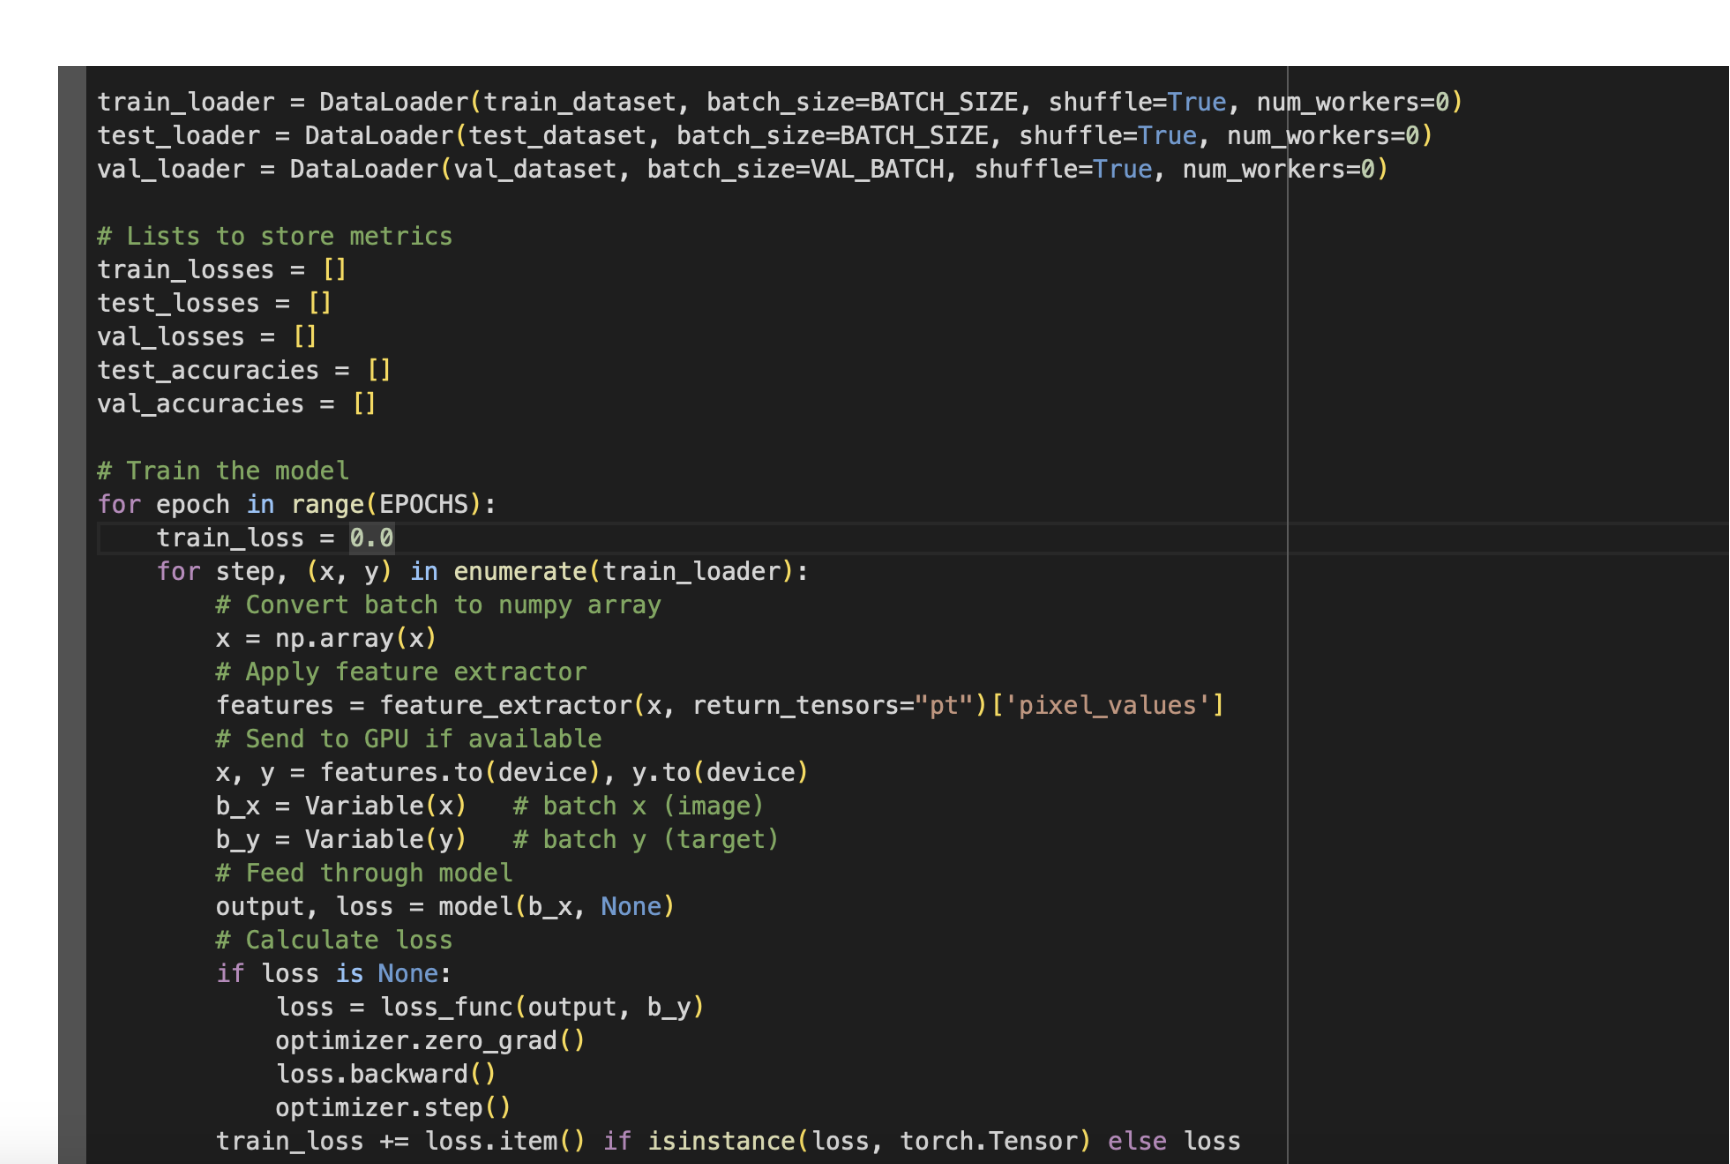 train_loader = DataLoader(train_dataset, batch_size=BATCH_SIZE, shuffle=True, num_workers=0)
test_loader = DataLoader(test_dataset, batch_size=BATCH_SIZE, shuffle=True, num_workers=0)
val_loader = DataLoader(val_dataset, batch_size=VAL_BATCH, shuffle=True, num_workers=0)

# Lists to store metrics
train_losses = []
test_losses = []
val_losses = []
test_accuracies = []
val_accuracies = []

# Train the model
for epoch in range(EPOCHS):
    train_loss = 0.0
    for step, (x, y) in enumerate(train_loader):
        # Convert batch to numpy array
        x = np.array(x)
        # Apply feature extractor
        features = feature_extractor(x, return_tensors="pt")['pixel_values']
        # Send to GPU if available
        x, y = features.to(device), y.to(device)
        b_x = Variable(x)   # batch x (image)
        b_y = Variable(y)   # batch y (target)
        # Feed through model
        output, loss = model(b_x, None)
        # Calculate loss
        if loss is None:
            loss = loss_func(output, b_y)
            optimizer.zero_grad()
            loss.backward()
            optimizer.step()
        train_loss += loss.item() if isinstance(loss, torch.Tensor) else loss